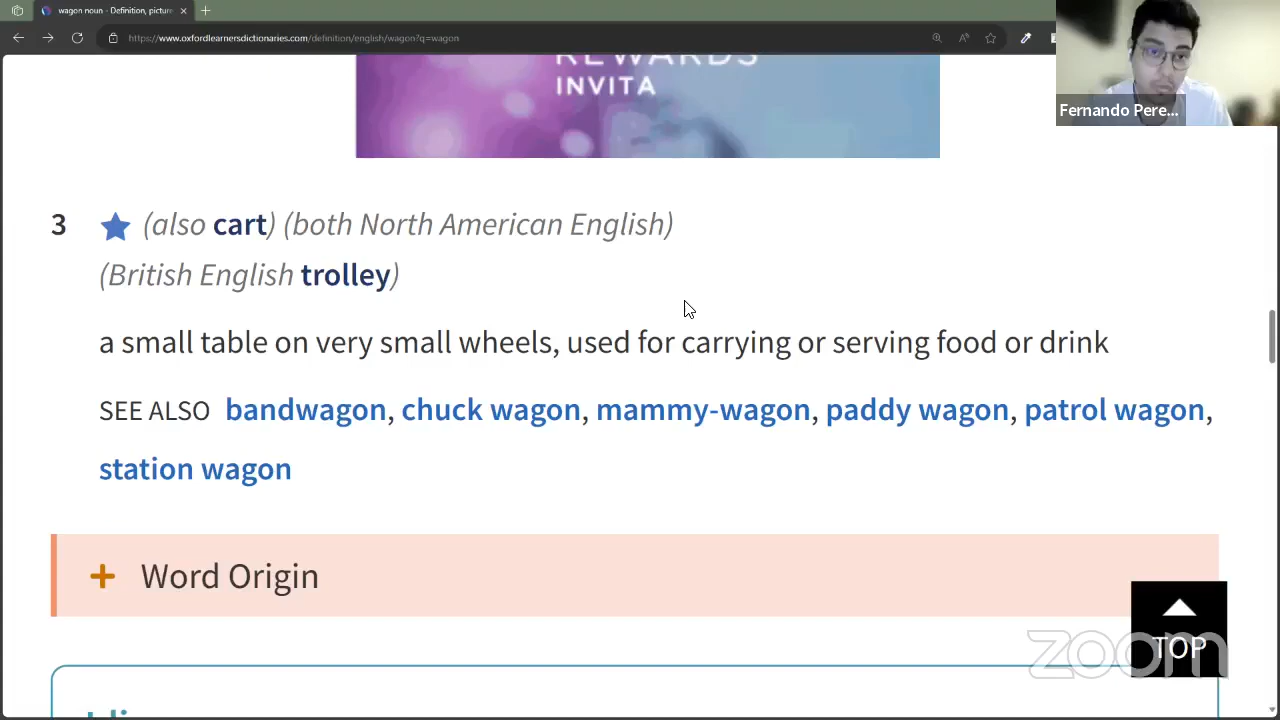 wagon noun - Definition, picture
https://www.oxfordlearnersdictionaries.com/definition/english/wagon?q=wagon
REWARDS
INVITA
Fernando Pere...
3 (also cart) (both North American English)
(British English trolley)
a small table on very small wheels, used for carrying or serving food or drink
SEE ALSO bandwagon, chuck wagon, mammy-wagon, paddy wagon, patrol wagon,
station wagon
+ Word Origin
TOP
zoom